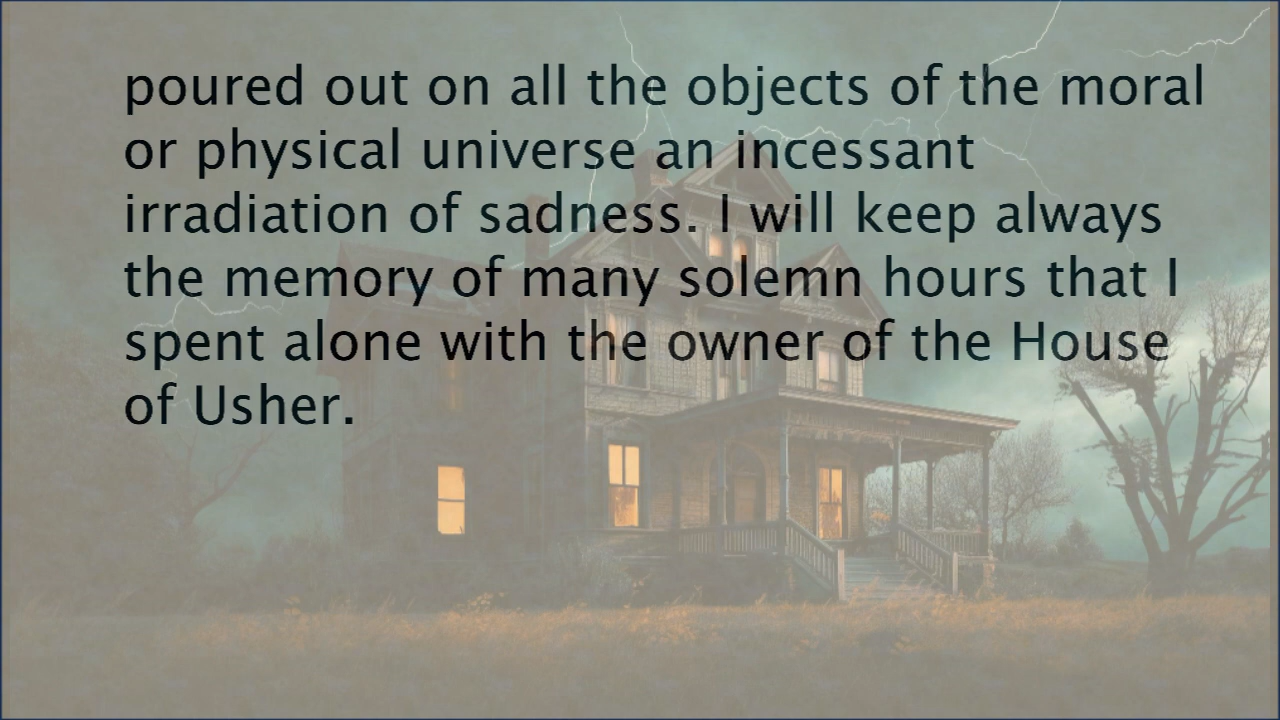 poured out on all the objects of the moral
or physical universe an incessant
irradiation of sadness. I will keep always
the memory of many solemn hours that I
spent alone with the owner of the House
of Usher.